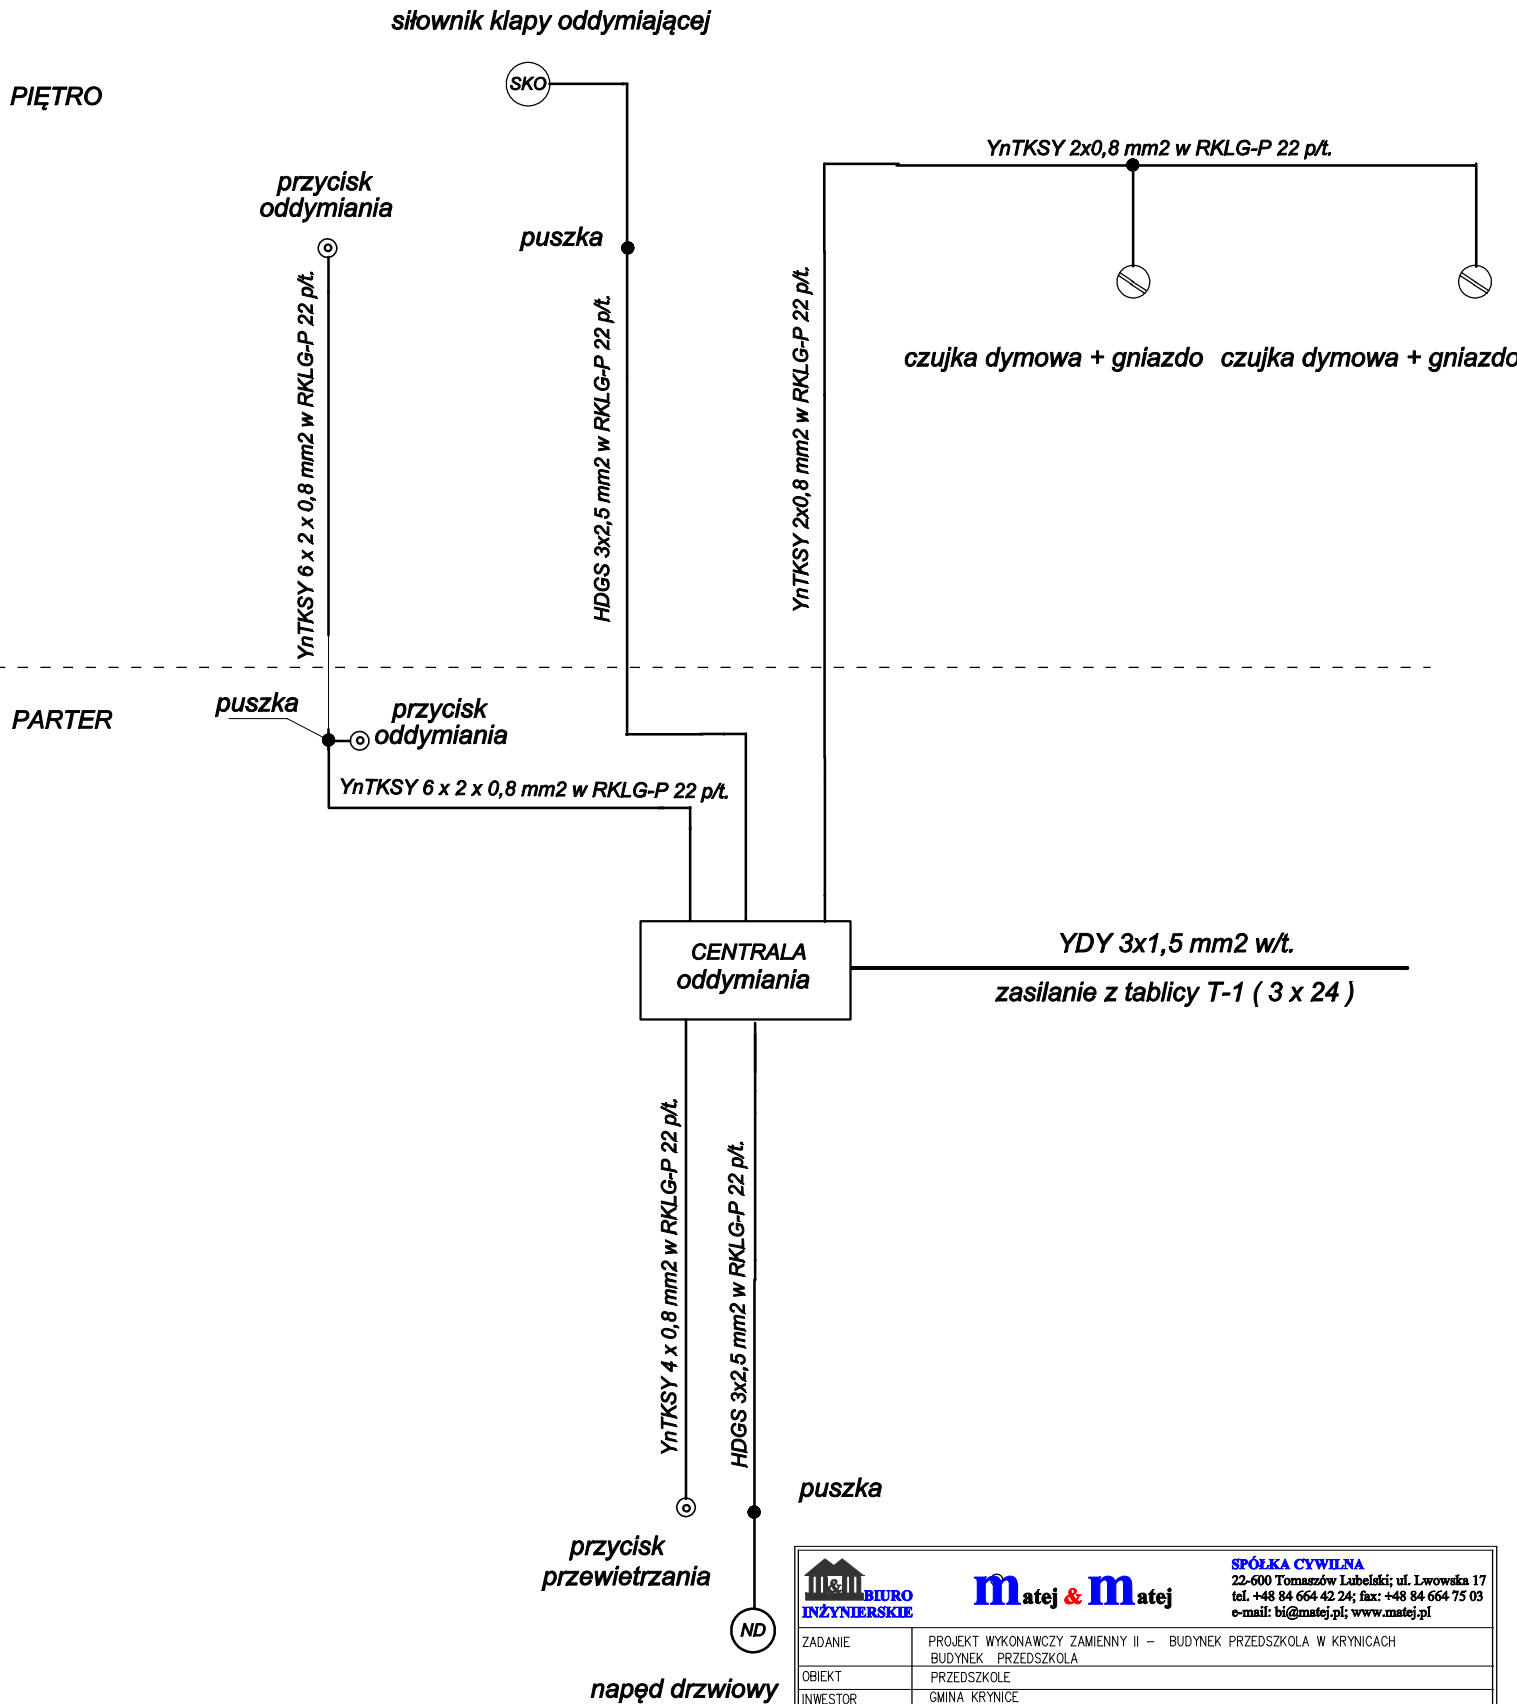 siłownik klapy oddymiającej
SKO
PIĘTRO
YnTKSY 2x0,8 mm2 w RKLG-P 22 p/t.
przycisk
oddymiania
puszka
YnTKSY 6 x 2 x 0,8 mm2 w RKLG-P 22 p/t.
HDGS 3x2,5 mm2 w RKLG-P 22 p/t.
YnTKSY 2x0,8 mm2 w RKLG-P 22 p/t.
czujka dymowa + gniazdo
czujka dymowa + gniazdo
PARTER
puszka
przycisk
oddymiania
YnTKSY 6 x 2 x 0,8 mm2 w RKLG-P 22 p/t.
CENTRALA
oddymiania
YDY 3x1,5 mm2 w/t.
zasilanie z tablicy T-1 ( 3 x 24 )
YnTKSY 4 x 0,8 mm2 w RKLG-P 22 p/t.
HDGS 3x2,5 mm2 w RKLG-P 22 p/t.
puszka
przycisk
przewietrzania
ND
napęd drzwiowy
&
BIURO
INŻYNIERSKIE
matej & matej
SPÓŁKA CYWILNA
22-600 Tomaszów Lubelski; ul. Lwowska 17
tel. +48 84 664 42 24; fax: +48 84 664 75 03
e-mail: bi@matej.pl; www.matej.pl
ZADANIE
PROJEKT WYKONAWCZY ZAMIENNY II – BUDYNEK PRZEDSZKOLA W KRYNICACH
BUDYNEK PRZEDSZKOLA
OBIEKT
PRZEDSZKOLE
INWESTOR
GMINA KRYNICE